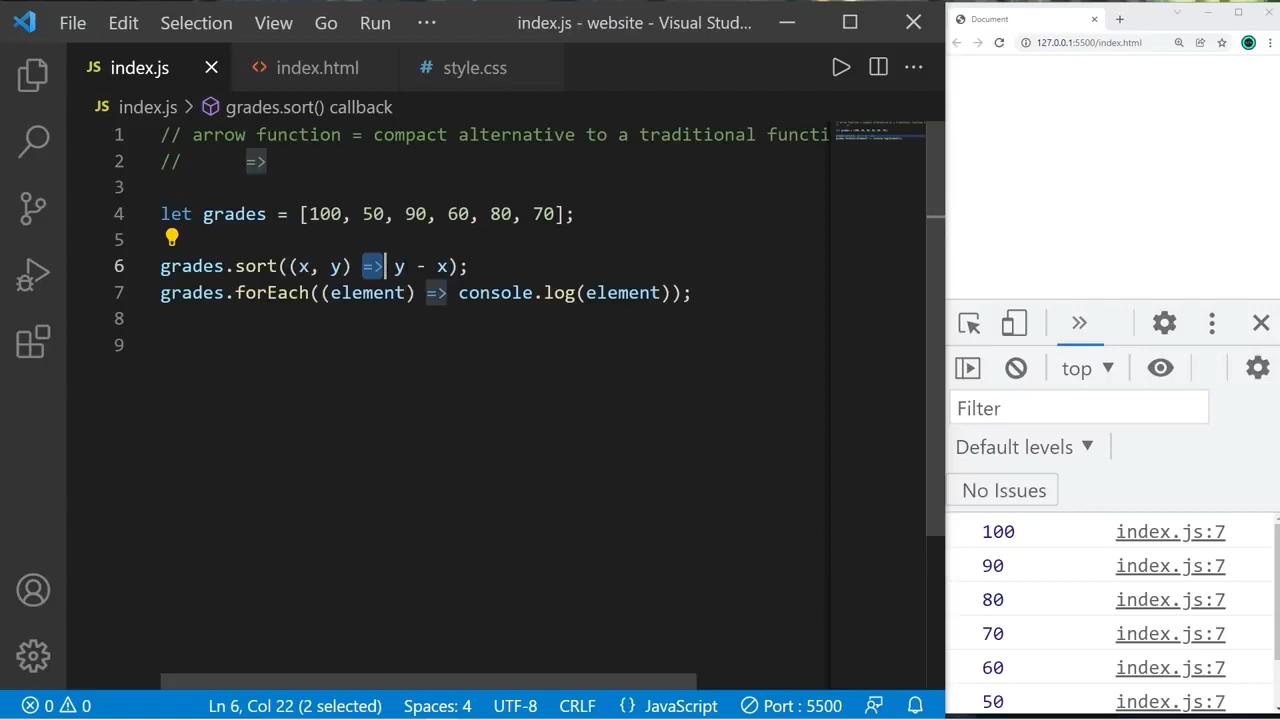 File Edit Selection View Go Run ··· index.js - website - Visual Stud...
JS index.js <> index.html # style.css ···
JS index.js > grades.sort() callback
1 // arrow function = compact alternative to a traditional functi
2 //      =>
3
4 let grades = [100, 50, 90, 60, 80, 70];
5
6 grades.sort((x, y) => y - x);
7 grades.forEach((element) => console.log(element));
8
9
0 0 Ln 6, Col 22 (2 selected) Spaces: 4 UTF-8 CRLF {} JavaScript Port : 5500
Document
127.0.0.1:5500/index.html
top
Filter
Default levels
No Issues
100 index.js:7
90 index.js:7
80 index.js:7
70 index.js:7
60 index.js:7
50 index.js:7